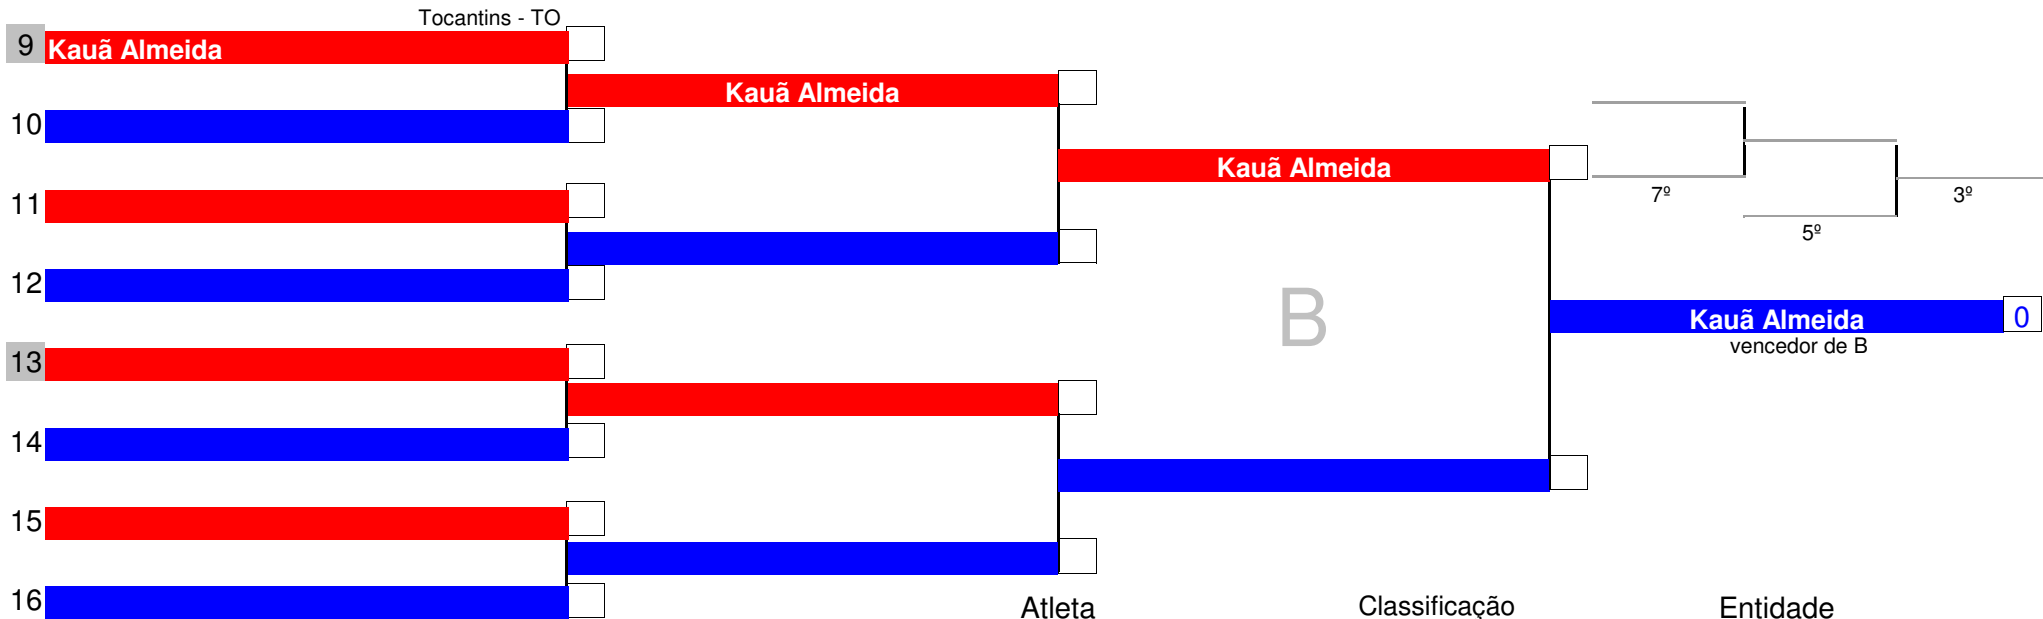 Tocantins - TO
9 Kauã Almeida
Kauã Almeida
10
Kauã Almeida
7º
3º
11
5º
12
B
Kauã Almeida 0
vencedor de B
13
14
15
16
Atleta Classificação Entidade